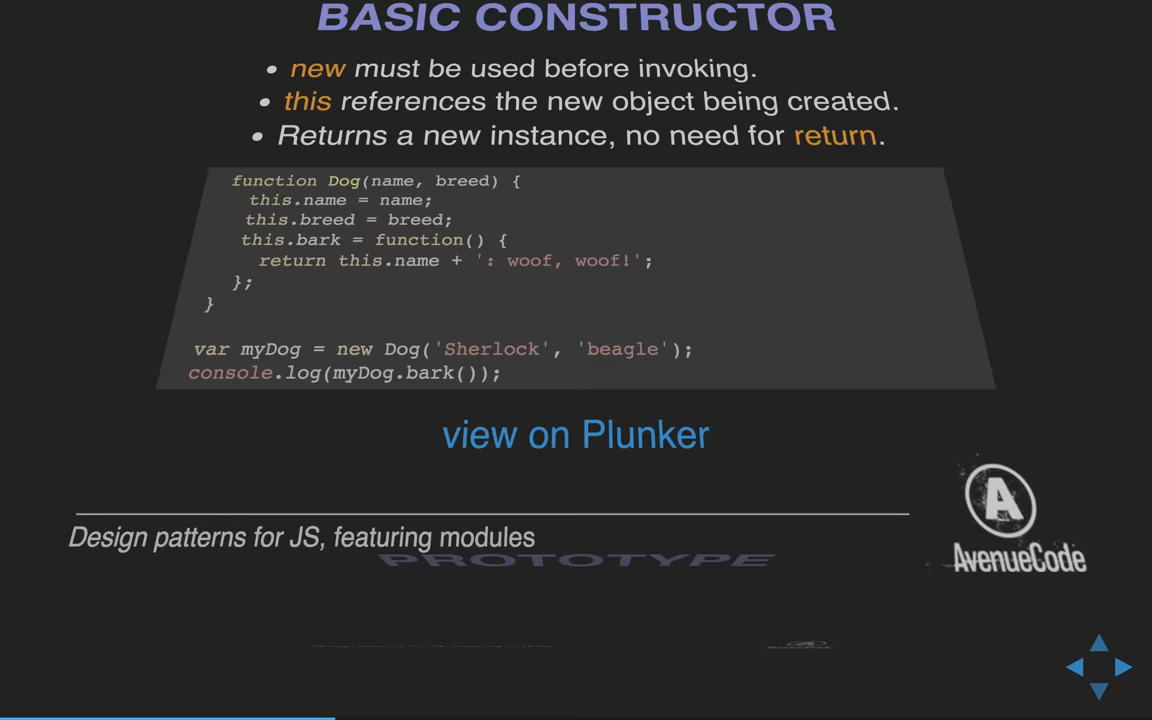 BASIC CONSTRUCTOR
• new must be used before invoking.
• this references the new object being created.
• Returns a new instance, no need for return.
function Dog(name, breed) {
  this.name = name;
  this.breed = breed;
  this.bark = function() {
    return this.name + ': woof, woof!';
  };
}
var myDog = new Dog('Sherlock', 'beagle');
console.log(myDog.bark());
view on Plunker
Design patterns for JS, featuring modules
A
AvenueCode
PROTOTYPE